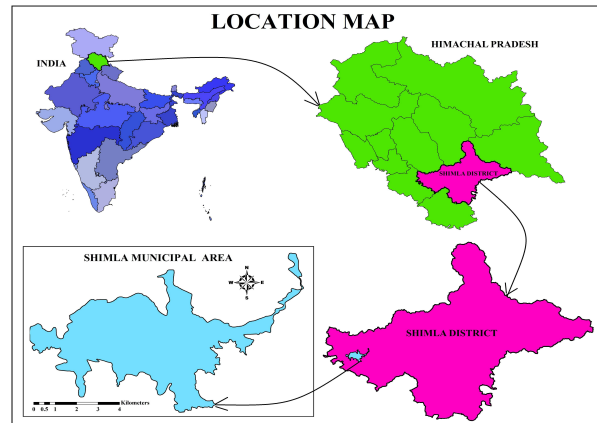 LOCATION MAP
INDIA
HIMACHAL PRADESH
SHIMLA DISTRICT
SHIMLA MUNICIPAL AREA
N
W E
S
SHIMLA DISTRICT
Kilometers
0 0.5 1 2 3 4